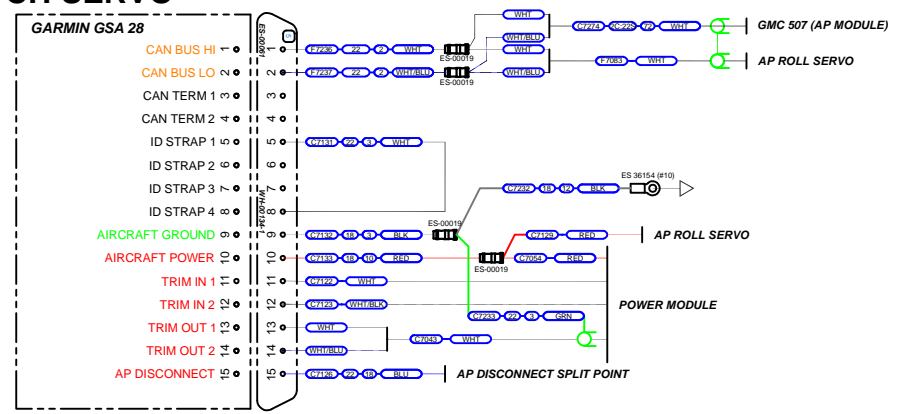 GARMIN GSA 28
CAN BUS HI 1 1 F7236 22 2 WHT
CAN BUS LO 2 2 F7237 22 2 WHT/BLU
CAN TERM 1 3 3
CAN TERM 2 4 4
ID STRAP 1 5 5 C7131 22 3 WHT
ID STRAP 2 6 6
ID STRAP 3 7 7
ID STRAP 4 8 8
AIRCRAFT GROUND 9 9 C7132 18 3 BLK
AIRCRAFT POWER 10 10 C7133 18 10 RED
TRIM IN 1 11 11 C7122 WHT
TRIM IN 2 12 12 C7123 WHT/BLK
TRIM OUT 1 13 13 WHT
TRIM OUT 2 14 14 WHT/BLU
AP DISCONNECT 15 15 C7126 22 18 BLU
WH-00134-1
ES-00019
ES-00019
WHT
WHT/BLU
WHT
WHT/BLU
C7274 2C-22S 72 WHT
GMC 507 (AP MODULE)
F7083 WHT
AP ROLL SERVO
C7232 18 12 BLK
ES 36154 (#10)
ES-00019
C7129 RED
AP ROLL SERVO
ES-00019
C7054 RED
POWER MODULE
C7233 22 3 GRN
C7043 WHT
AP DISCONNECT SPLIT POINT